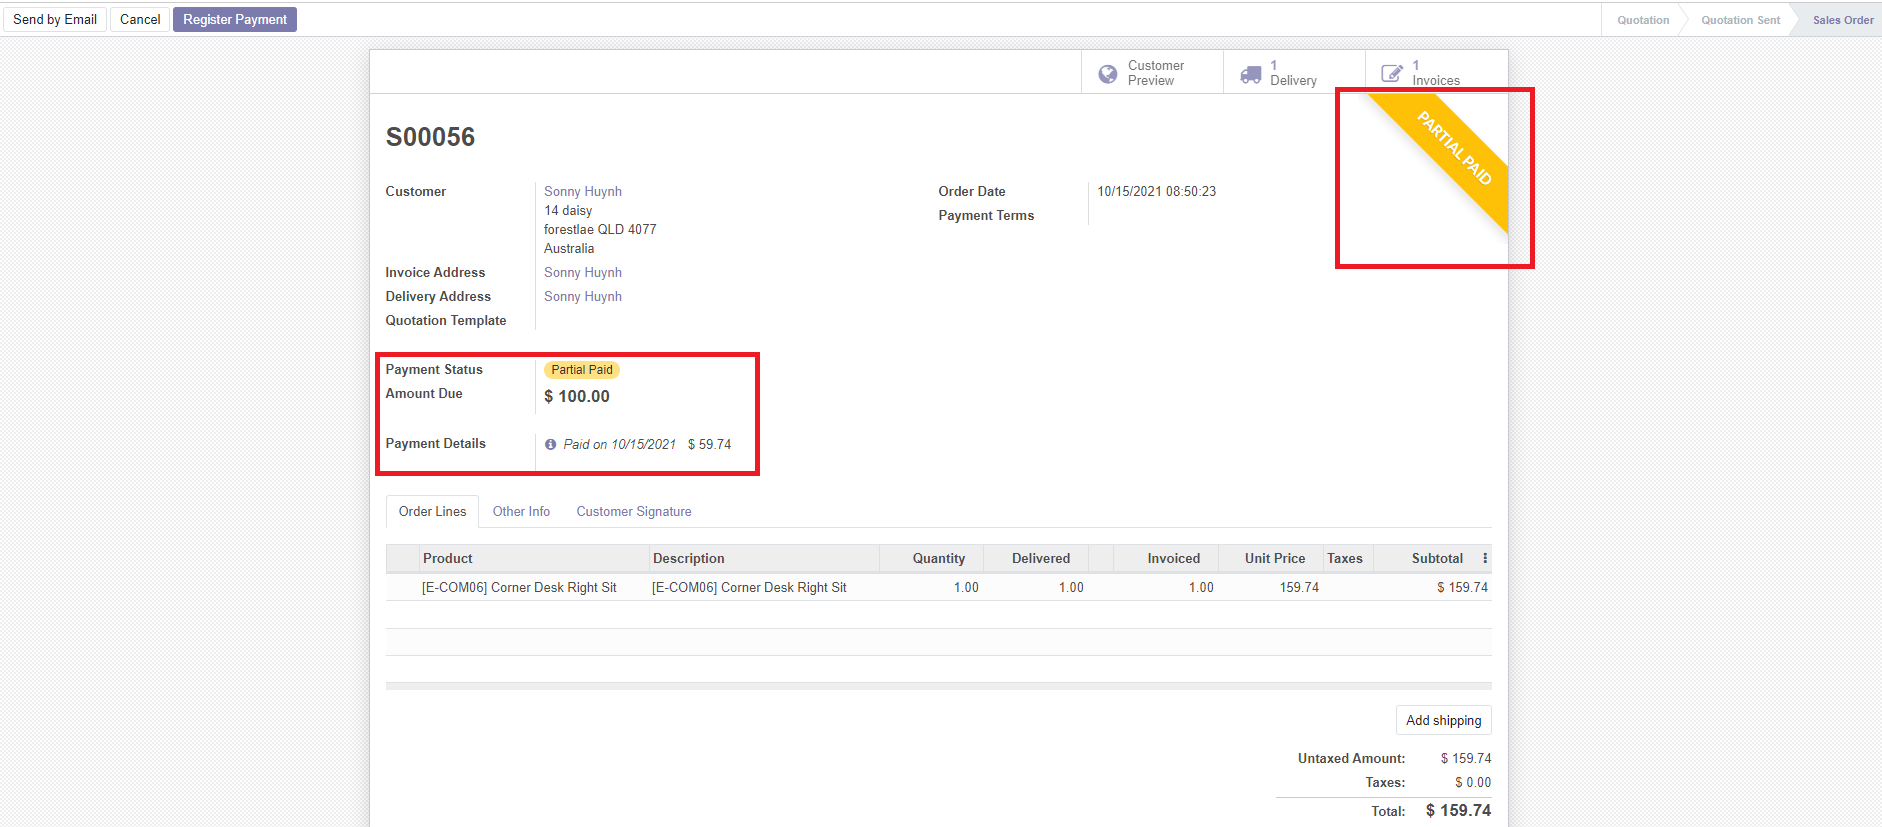 Send by Email Cancel Register Payment Quotation Quotation Sent Sales Order
Customer Preview 1 Delivery 1 Invoices
PARTIAL PAID
S00056
Customer Sonny Huynh Order Date 10/15/2021 08:50:23
14 daisy Payment Terms
forestlae QLD 4077
Australia
Invoice Address Sonny Huynh
Delivery Address Sonny Huynh
Quotation Template
Payment Status Partial Paid
Amount Due $ 100.00
Payment Details Paid on 10/15/2021 $ 59.74
Order Lines Other Info Customer Signature
Product Description Quantity Delivered Invoiced Unit Price Taxes Subtotal
[E-COM06] Corner Desk Right Sit [E-COM06] Corner Desk Right Sit 1.00 1.00 1.00 159.74 $ 159.74
Add shipping
Untaxed Amount: $ 159.74
Taxes: $ 0.00
Total: $ 159.74